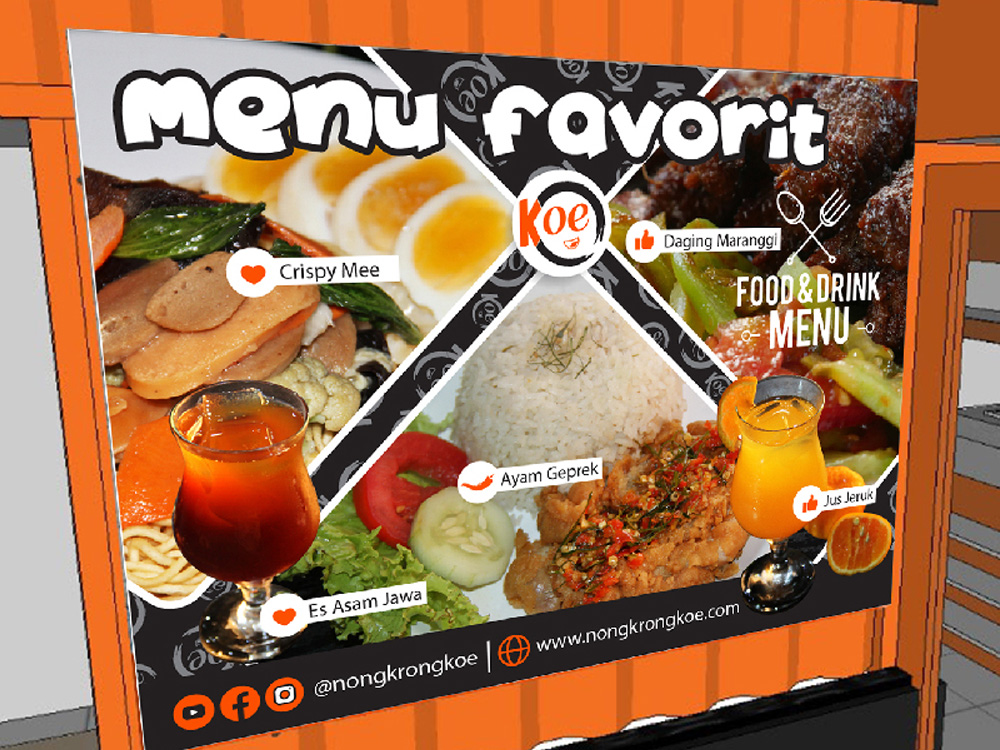 menu favorit
Koe
Crispy Mee
Daging Maranggi
FOOD & DRINK
MENU
Ayam Geprek
Jus Jeruk
Es Asam Jawa
@nongkrongkoe | www.nongkrongkoe.com